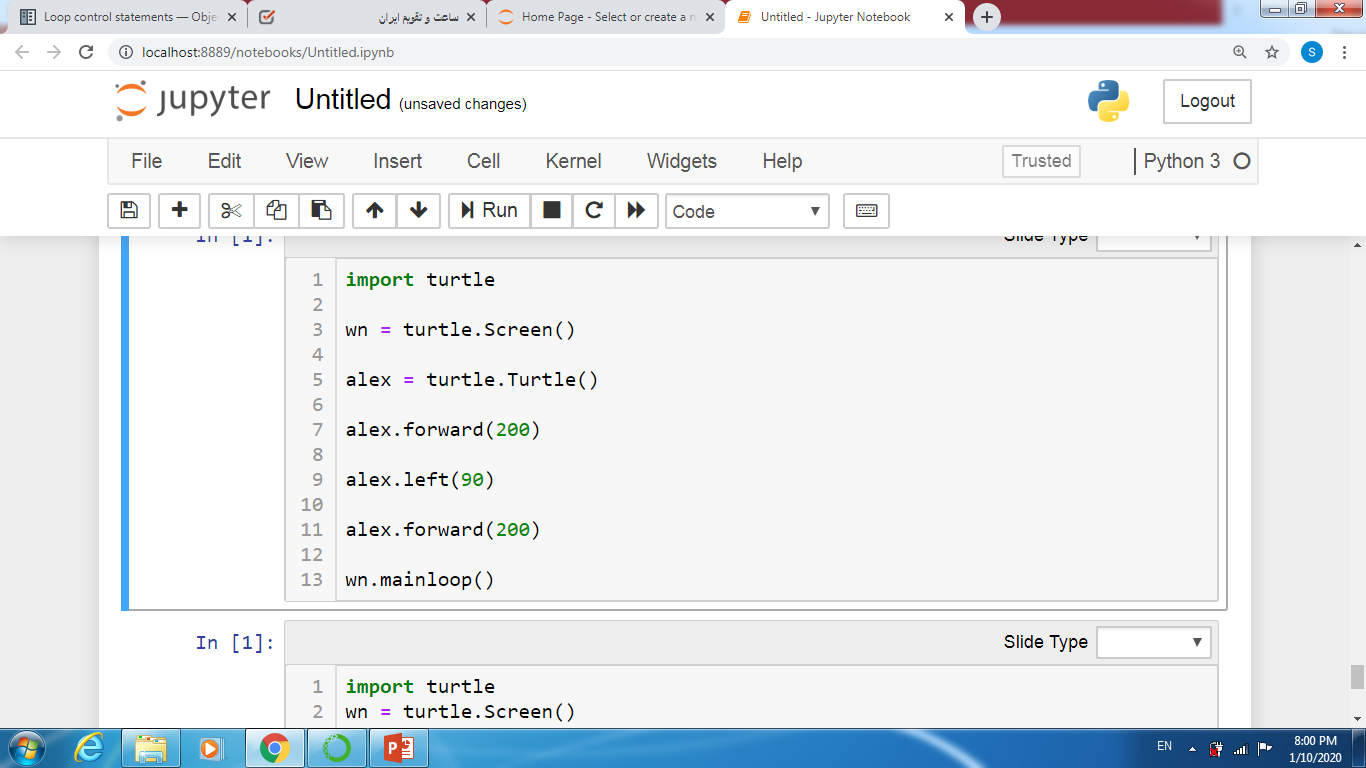 Loop control statements — Obje
ساعت و تقویم ایران
Home Page - Select or create a n
Untitled - Jupyter Notebook
localhost:8889/notebooks/Untitled.ipynb
S
jupyter Untitled (unsaved changes)
Logout
File Edit View Insert Cell Kernel Widgets Help
Trusted
Python 3
Run
Code
In [1]:
Slide Type
1 import turtle
2
3 wn = turtle.Screen()
4
5 alex = turtle.Turtle()
6
7 alex.forward(200)
8
9 alex.left(90)
10
11 alex.forward(200)
12
13 wn.mainloop()
In [1]:
Slide Type
1 import turtle
2 wn = turtle.Screen()
EN
8:00 PM
1/10/2020